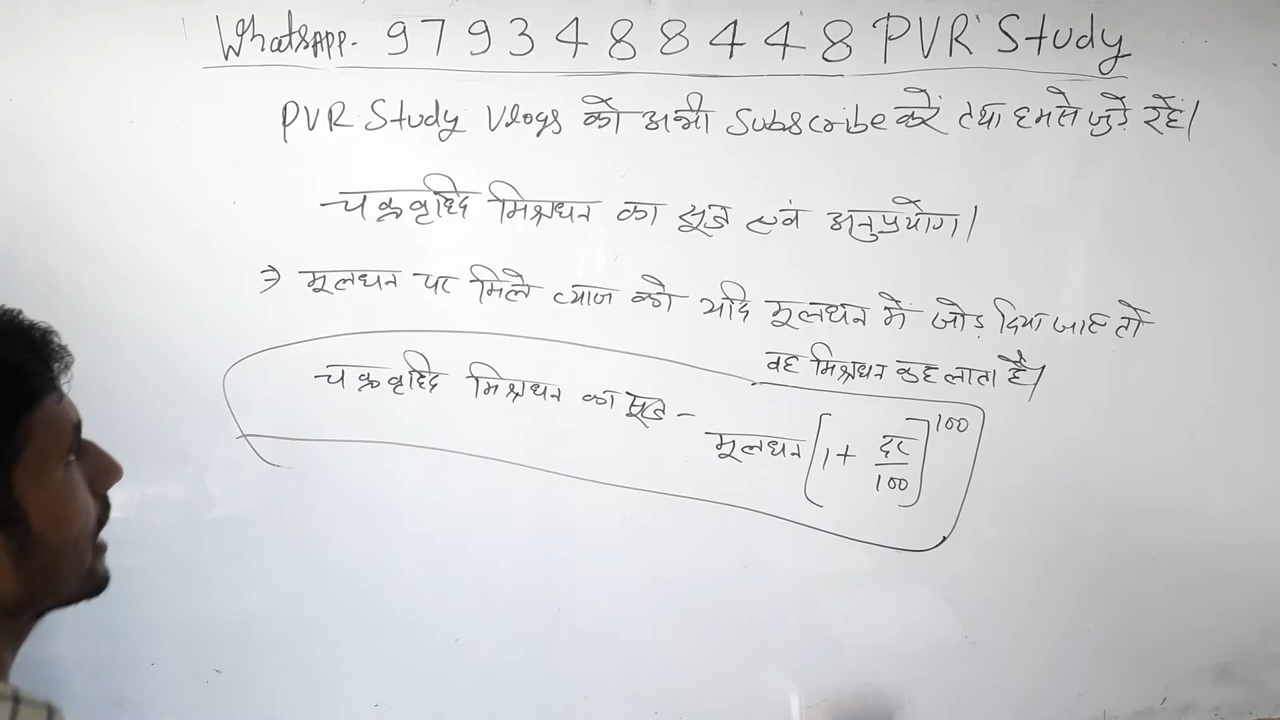 WhatsAPP- 9793488448 PVR Study
PVR Study Vlogs को अभी Subscribe करें तथा हमसे जुड़े रहें।
चक्रवृद्धि मिश्रधन का सूत्र एवं अनुप्रयोग।
⇒ मूलधन पर मिले ब्याज को यदि मूलधन में जोड़ दिया जाए तो
वह मिश्रधन कहलाता है।
चक्रवृद्धि मिश्रधन का सूत्र - मूलधन [1 + दर/100]^100